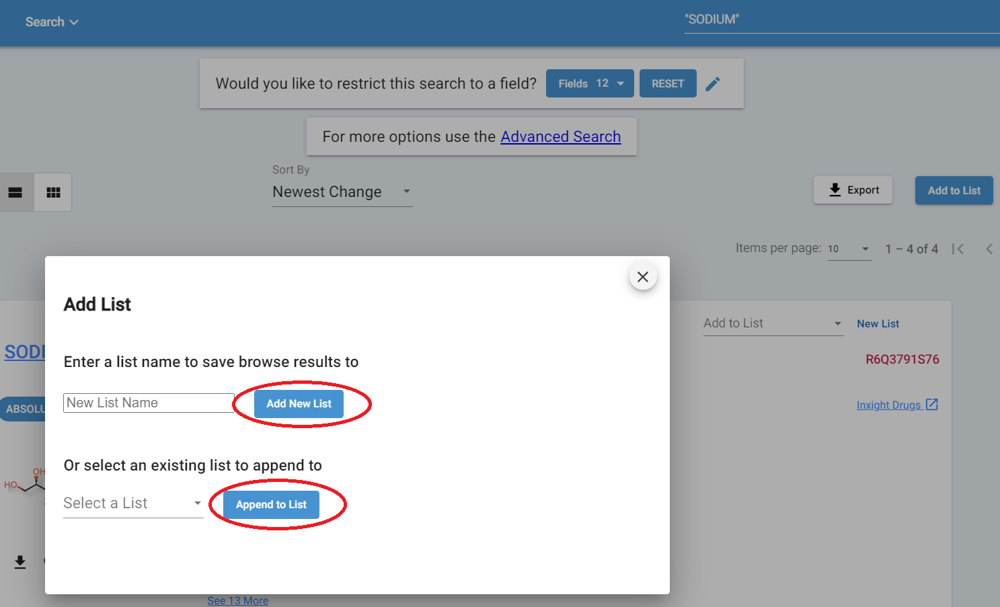 Search
"SODIUM"
Would you like to restrict this search to a field?
Fields 12
RESET
For more options use the Advanced Search
Sort By
Newest Change
Export
Add to List
Items per page: 10
1 – 4 of 4
Add List
Enter a list name to save browse results to
New List Name
Add New List
Or select an existing list to append to
Select a List
Append to List
Add to List
New List
SODI
R6Q3791S76
ABSOLU
Inxight Drugs
OH
HO
See 13 More